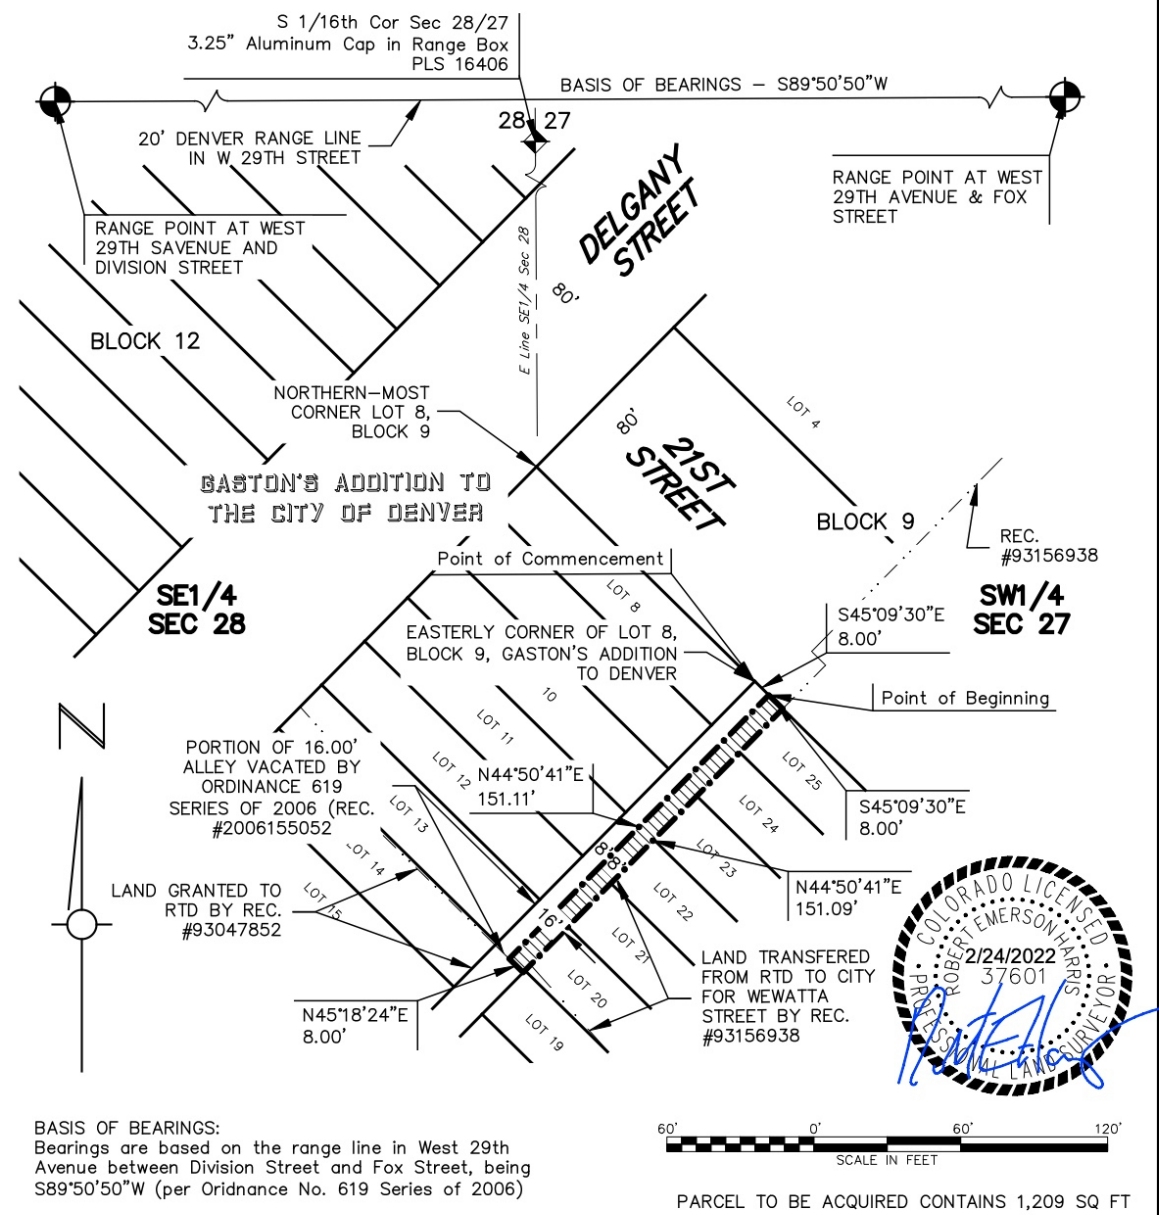 S 1/16th Cor Sec 28/27
3.25" Aluminum Cap in Range Box
PLS 16406
BASIS OF BEARINGS – S89°50'50"W
28 27
20' DENVER RANGE LINE
IN W 29TH STREET
RANGE POINT AT WEST
29TH AVENUE & FOX
STREET
RANGE POINT AT WEST
29TH SAVENUE AND
DIVISION STREET
DELGANY
STREET
80'
E Line SE1/4 Sec 28
BLOCK 12
NORTHERN–MOST
CORNER LOT 8,
BLOCK 9
80'
21ST
STREET
LOT 4
GASTON'S ADDITION TO
THE CITY OF DENVER
BLOCK 9
REC.
#93156938
Point of Commencement
SE1/4
SEC 28
SW1/4
SEC 27
LOT 8
S45°09'30"E
8.00'
EASTERLY CORNER OF LOT 8,
BLOCK 9, GASTON'S ADDITION
TO DENVER
10
Point of Beginning
N
LOT 11
PORTION OF 16.00'
ALLEY VACATED BY
ORDINANCE 619
SERIES OF 2006 (REC.
#2006155052
LOT 12
N44°50'41"E
151.11'
LOT 25
S45°09'30"E
8.00'
LOT 13
LOT 24
8'
8'
LOT 14
LOT 23
LAND GRANTED TO
RTD BY REC.
#93047852
LOT 15
N44°50'41"E
151.09'
LOT 22
16'
LOT 21
LAND TRANSFERED
FROM RTD TO CITY
FOR WEWATTA
STREET BY REC.
#93156938
LOT 20
N45°18'24"E
8.00'
LOT 19
COLORADO LICENSED
ROBERT EMERSON HARRIS
2/24/2022
37601
PROFESSIONAL LAND SURVEYOR
BASIS OF BEARINGS:
Bearings are based on the range line in West 29th
Avenue between Division Street and Fox Street, being
S89°50'50"W (per Oridnance No. 619 Series of 2006)
60' 0' 60' 120'
SCALE IN FEET
PARCEL TO BE ACQUIRED CONTAINS 1,209 SQ FT